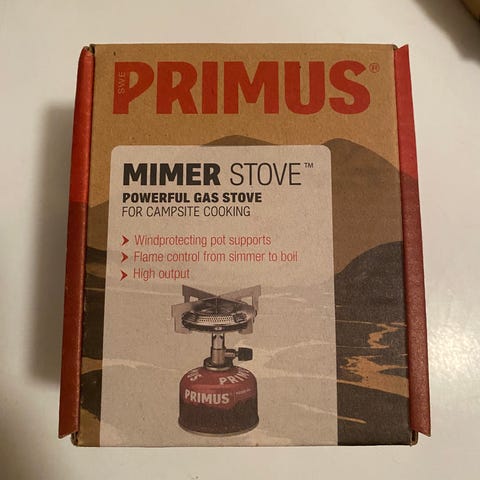 SWE
PRIMUS®
MIMER STOVE™
POWERFUL GAS STOVE
FOR CAMPSITE COOKING
Windprotecting pot supports
Flame control from simmer to boil
High output
PRIM
PRIMUS